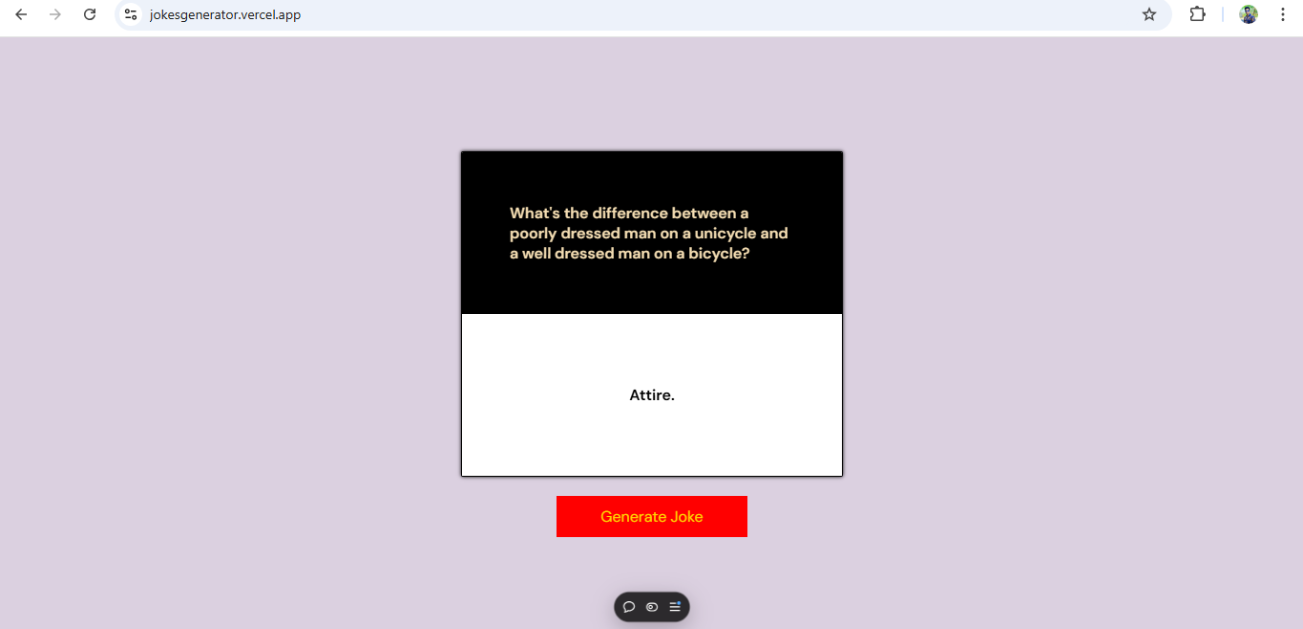 jokesgenerator.vercel.app
What's the difference between a
poorly dressed man on a unicycle and
a well dressed man on a bicycle?
Attire.
Generate Joke